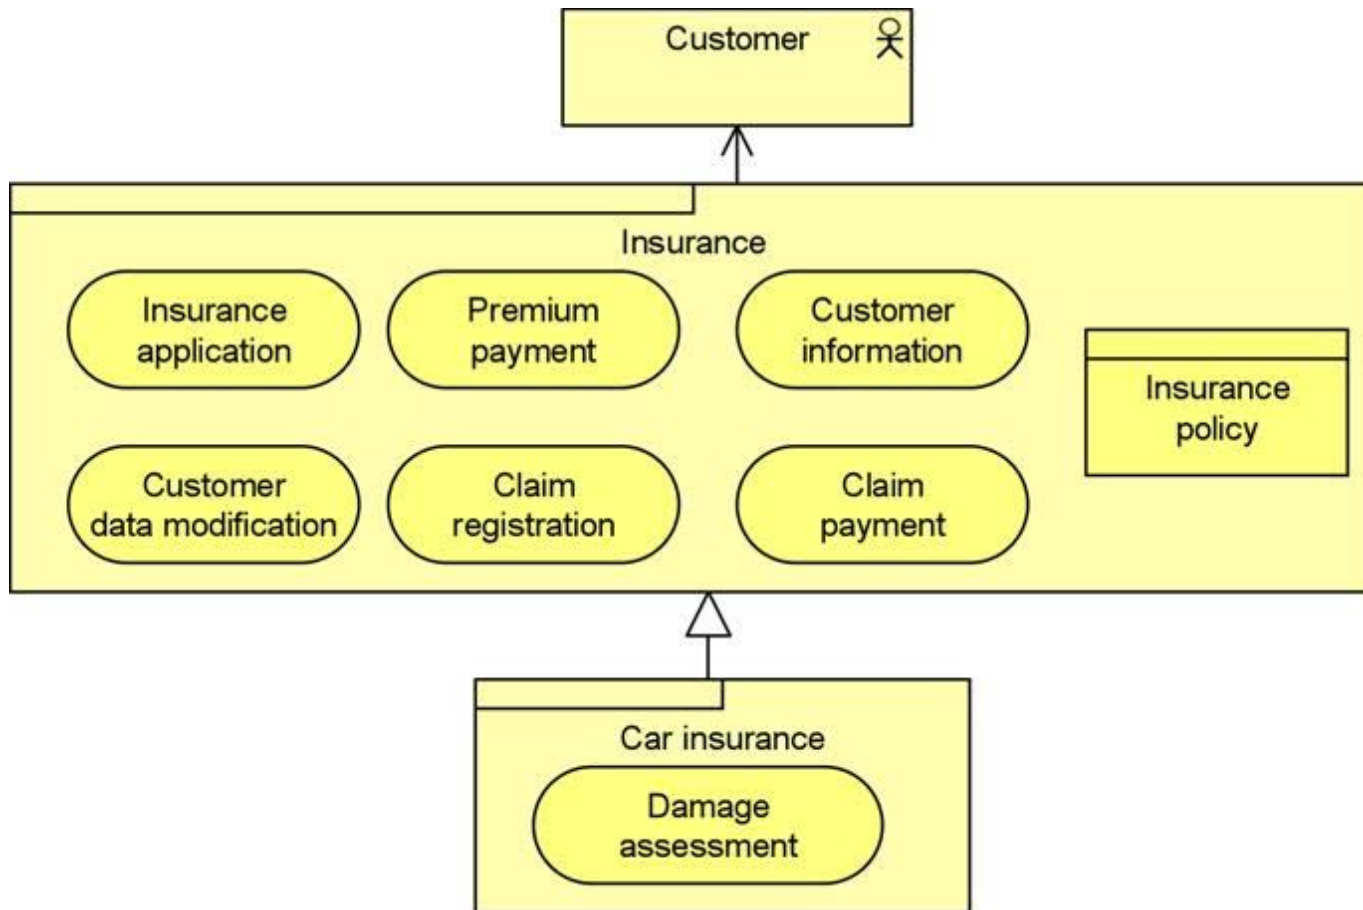 Customer
Insurance
Insurance
application
Premium
payment
Customer
information
Insurance
policy
Customer
data modification
Claim
registration
Claim
payment
Car insurance
Damage
assessment